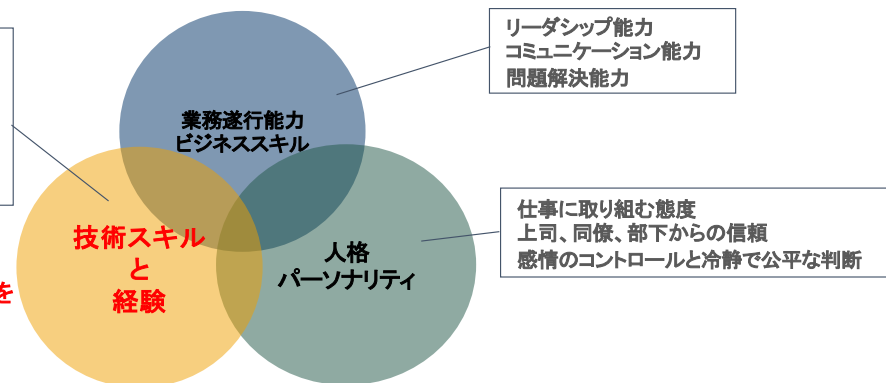 リーダシップ能力
コミュニケーション能力
問題解決能力
業務遂行能力
ビジネススキル
仕事に取り組む態度
上司、同僚、部下からの信頼
感情のコントロールと冷静で公平な判断
技術スキル
と
経験
人格
パーソナリティ
を